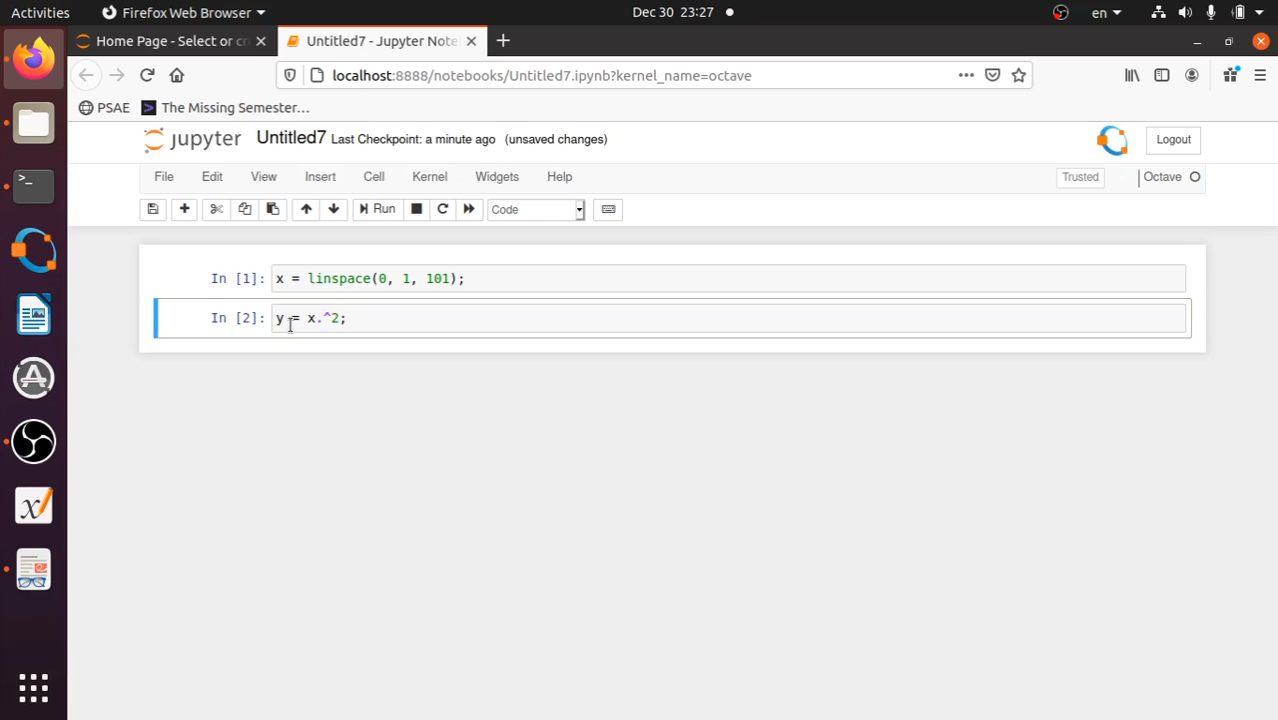 Activities Firefox Web Browser Dec 30 23:27 en
Home Page - Select or cr Untitled7 - Jupyter Note
localhost:8888/notebooks/Untitled7.ipynb?kernel_name=octave
PSAE The Missing Semester…
jupyter Untitled7 Last Checkpoint: a minute ago (unsaved changes) Logout
File Edit View Insert Cell Kernel Widgets Help Trusted Octave
Run Code
In [1]: x = linspace(0, 1, 101);
In [2]: y = x.^2;